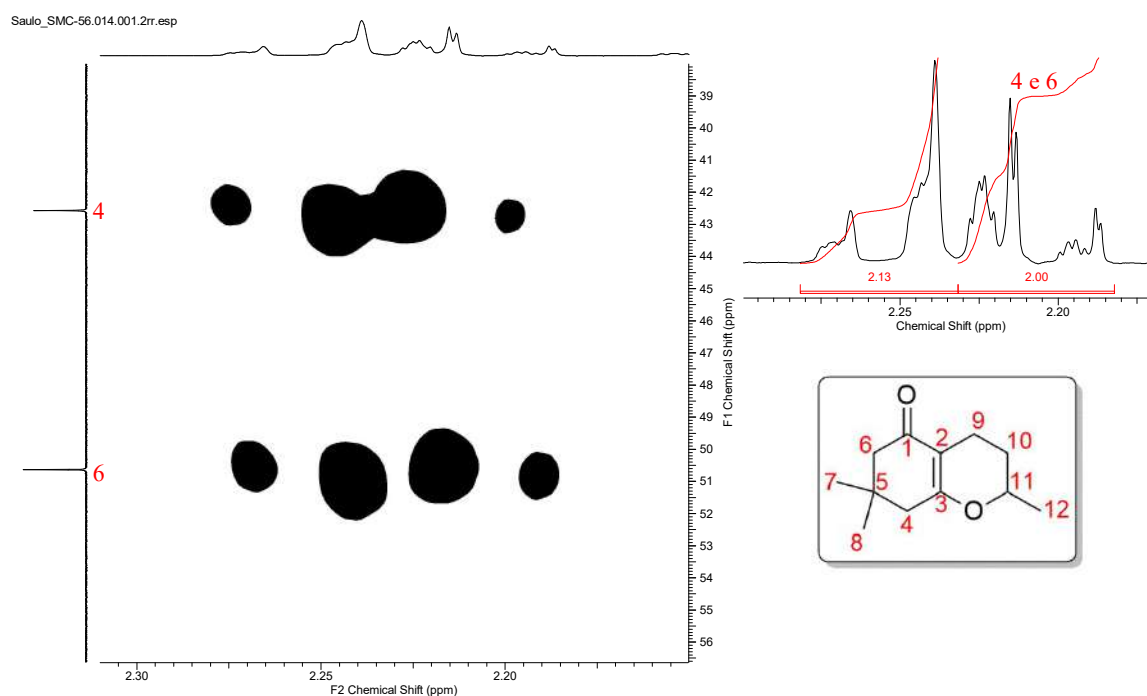 Saulo_SMC-56.014.001.2rr.esp
4
6
39
40
41
42
43
44
45
46
47
48
49
50
51
52
53
54
55
56
F1 Chemical Shift (ppm)
2.30 2.25 2.20
F2 Chemical Shift (ppm)
4 e 6
2.13 2.00
2.25 2.20
Chemical Shift (ppm)
O
9
6 1 2 10
7 5 3 11
4 O 12
8